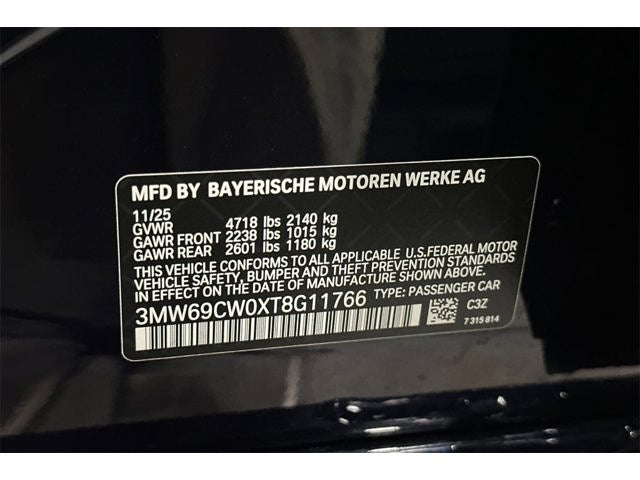 MFD BY BAYERISCHE MOTOREN WERKE AG
11/25
GVWR 4718 lbs 2140 kg
GAWR FRONT 2238 lbs 1015 kg
GAWR REAR 2601 lbs 1180 kg
THIS VEHICLE CONFORMS TO ALL APPLICABLE U.S.FEDERAL MOTOR
VEHICLE SAFETY, BUMPER AND THEFT PREVENTION STANDARDS
IN EFFECT ON THE DATE OF MANUFACTURE SHOWN ABOVE.
3MW69CW0XT8G11766 TYPE: PASSENGER CAR
C3Z
7 315 814